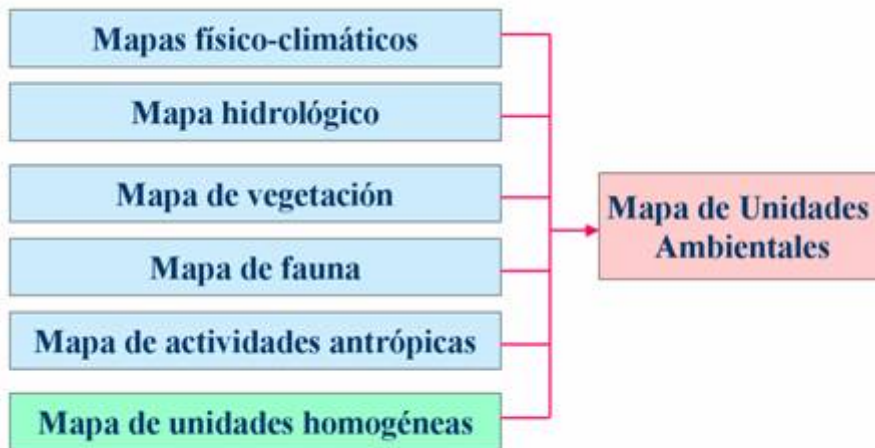 Mapas físico-climáticos
Mapa hidrológico
Mapa de vegetación
Mapa de fauna
Mapa de actividades antrópicas
Mapa de unidades homogéneas
Mapa de Unidades
Ambientales